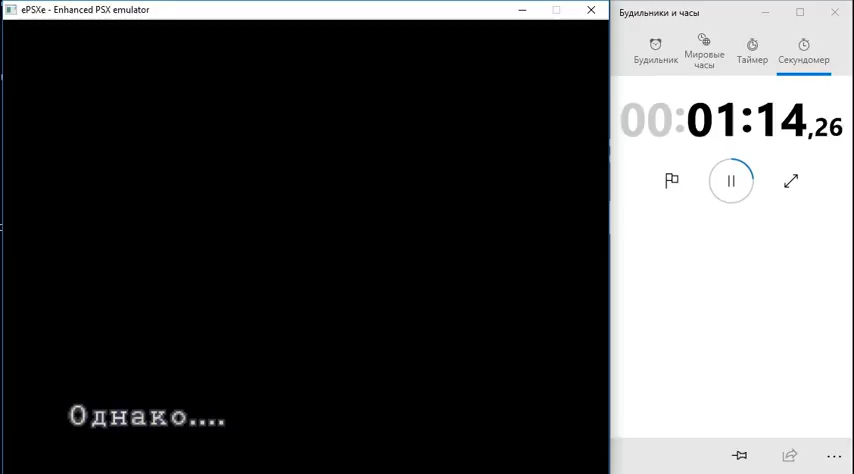 ePSXe - Enhanced PSX emulator
Однако....
Будильники и часы
Будильник
Мировые
часы
Таймер
Секундомер
00:01:14,26